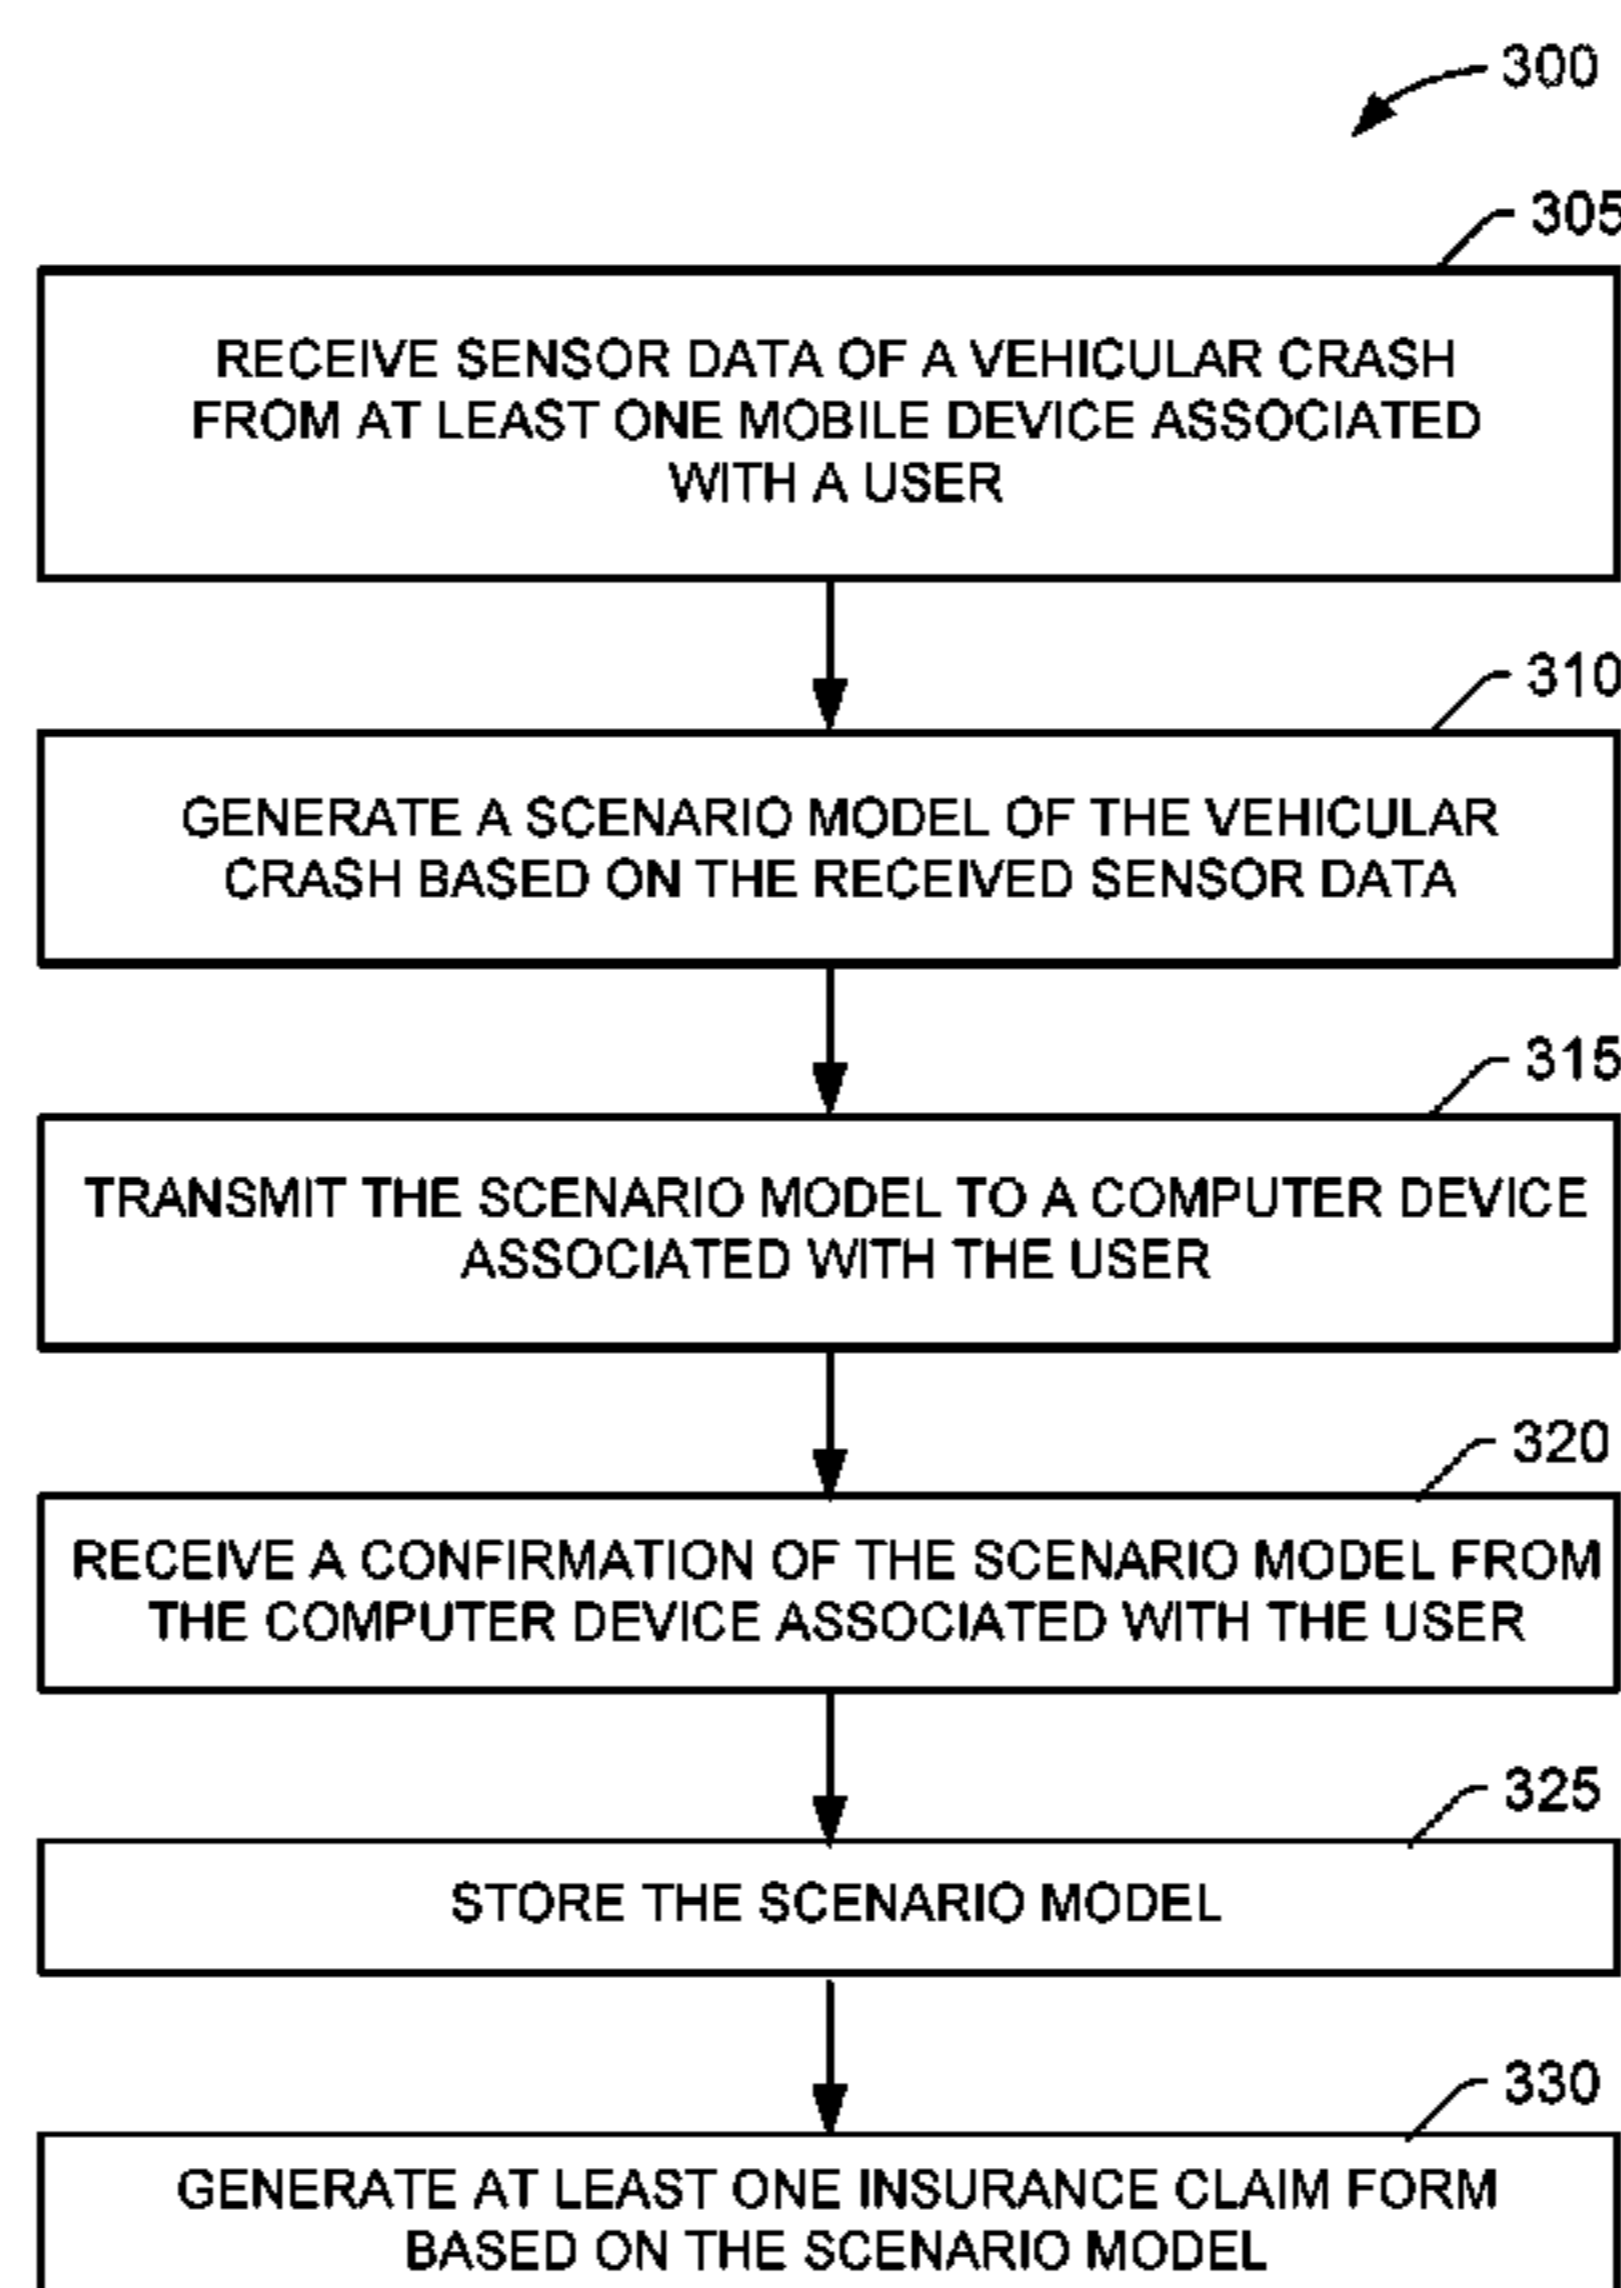 300
305
RECEIVE SENSOR DATA OF A VEHICULAR CRASH
FROM AT LEAST ONE MOBILE DEVICE ASSOCIATED
WITH A USER
310
GENERATE A SCENARIO MODEL OF THE VEHICULAR
CRASH BASED ON THE RECEIVED SENSOR DATA
315
TRANSMIT THE SCENARIO MODEL TO A COMPUTER DEVICE
ASSOCIATED WITH THE USER
320
RECEIVE A CONFIRMATION OF THE SCENARIO MODEL FROM
THE COMPUTER DEVICE ASSOCIATED WITH THE USER
325
STORE THE SCENARIO MODEL
330
GENERATE AT LEAST ONE INSURANCE CLAIM FORM
BASED ON THE SCENARIO MODEL